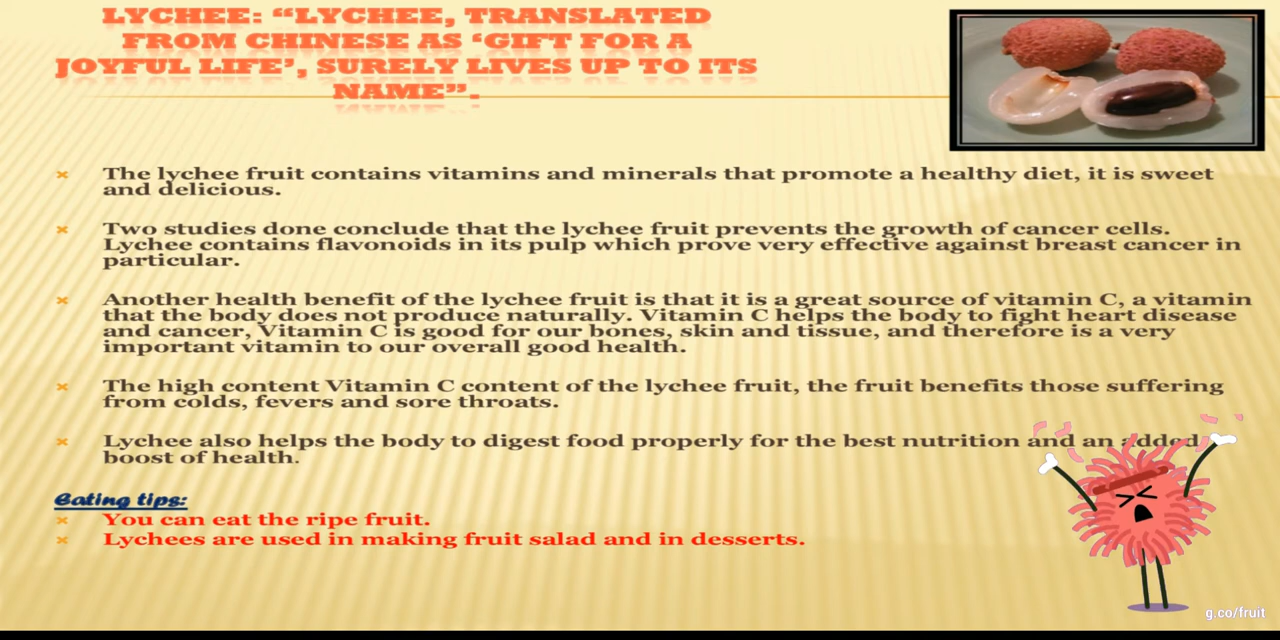 LYCHEE: “LYCHEE, TRANSLATED
FROM CHINESE AS ‘GIFT FOR A
JOYFUL LIFE’, SURELY LIVES UP TO ITS
NAME”.
The lychee fruit contains vitamins and minerals that promote a healthy diet, it is sweet
and delicious.
Two studies done conclude that the lychee fruit prevents the growth of cancer cells.
Lychee contains flavonoids in its pulp which prove very effective against breast cancer in
particular.
Another health benefit of the lychee fruit is that it is a great source of vitamin C, a vitamin
that the body does not produce naturally. Vitamin C helps the body to fight heart disease
and cancer, Vitamin C is good for our bones, skin and tissue, and therefore is a very
important vitamin to our overall good health.
The high content Vitamin C content of the lychee fruit, the fruit benefits those suffering
from colds, fevers and sore throats.
Lychee also helps the body to digest food properly for the best nutrition and an added
boost of health.
Eating tips:
You can eat the ripe fruit.
Lychees are used in making fruit salad and in desserts.
g.co/fruit